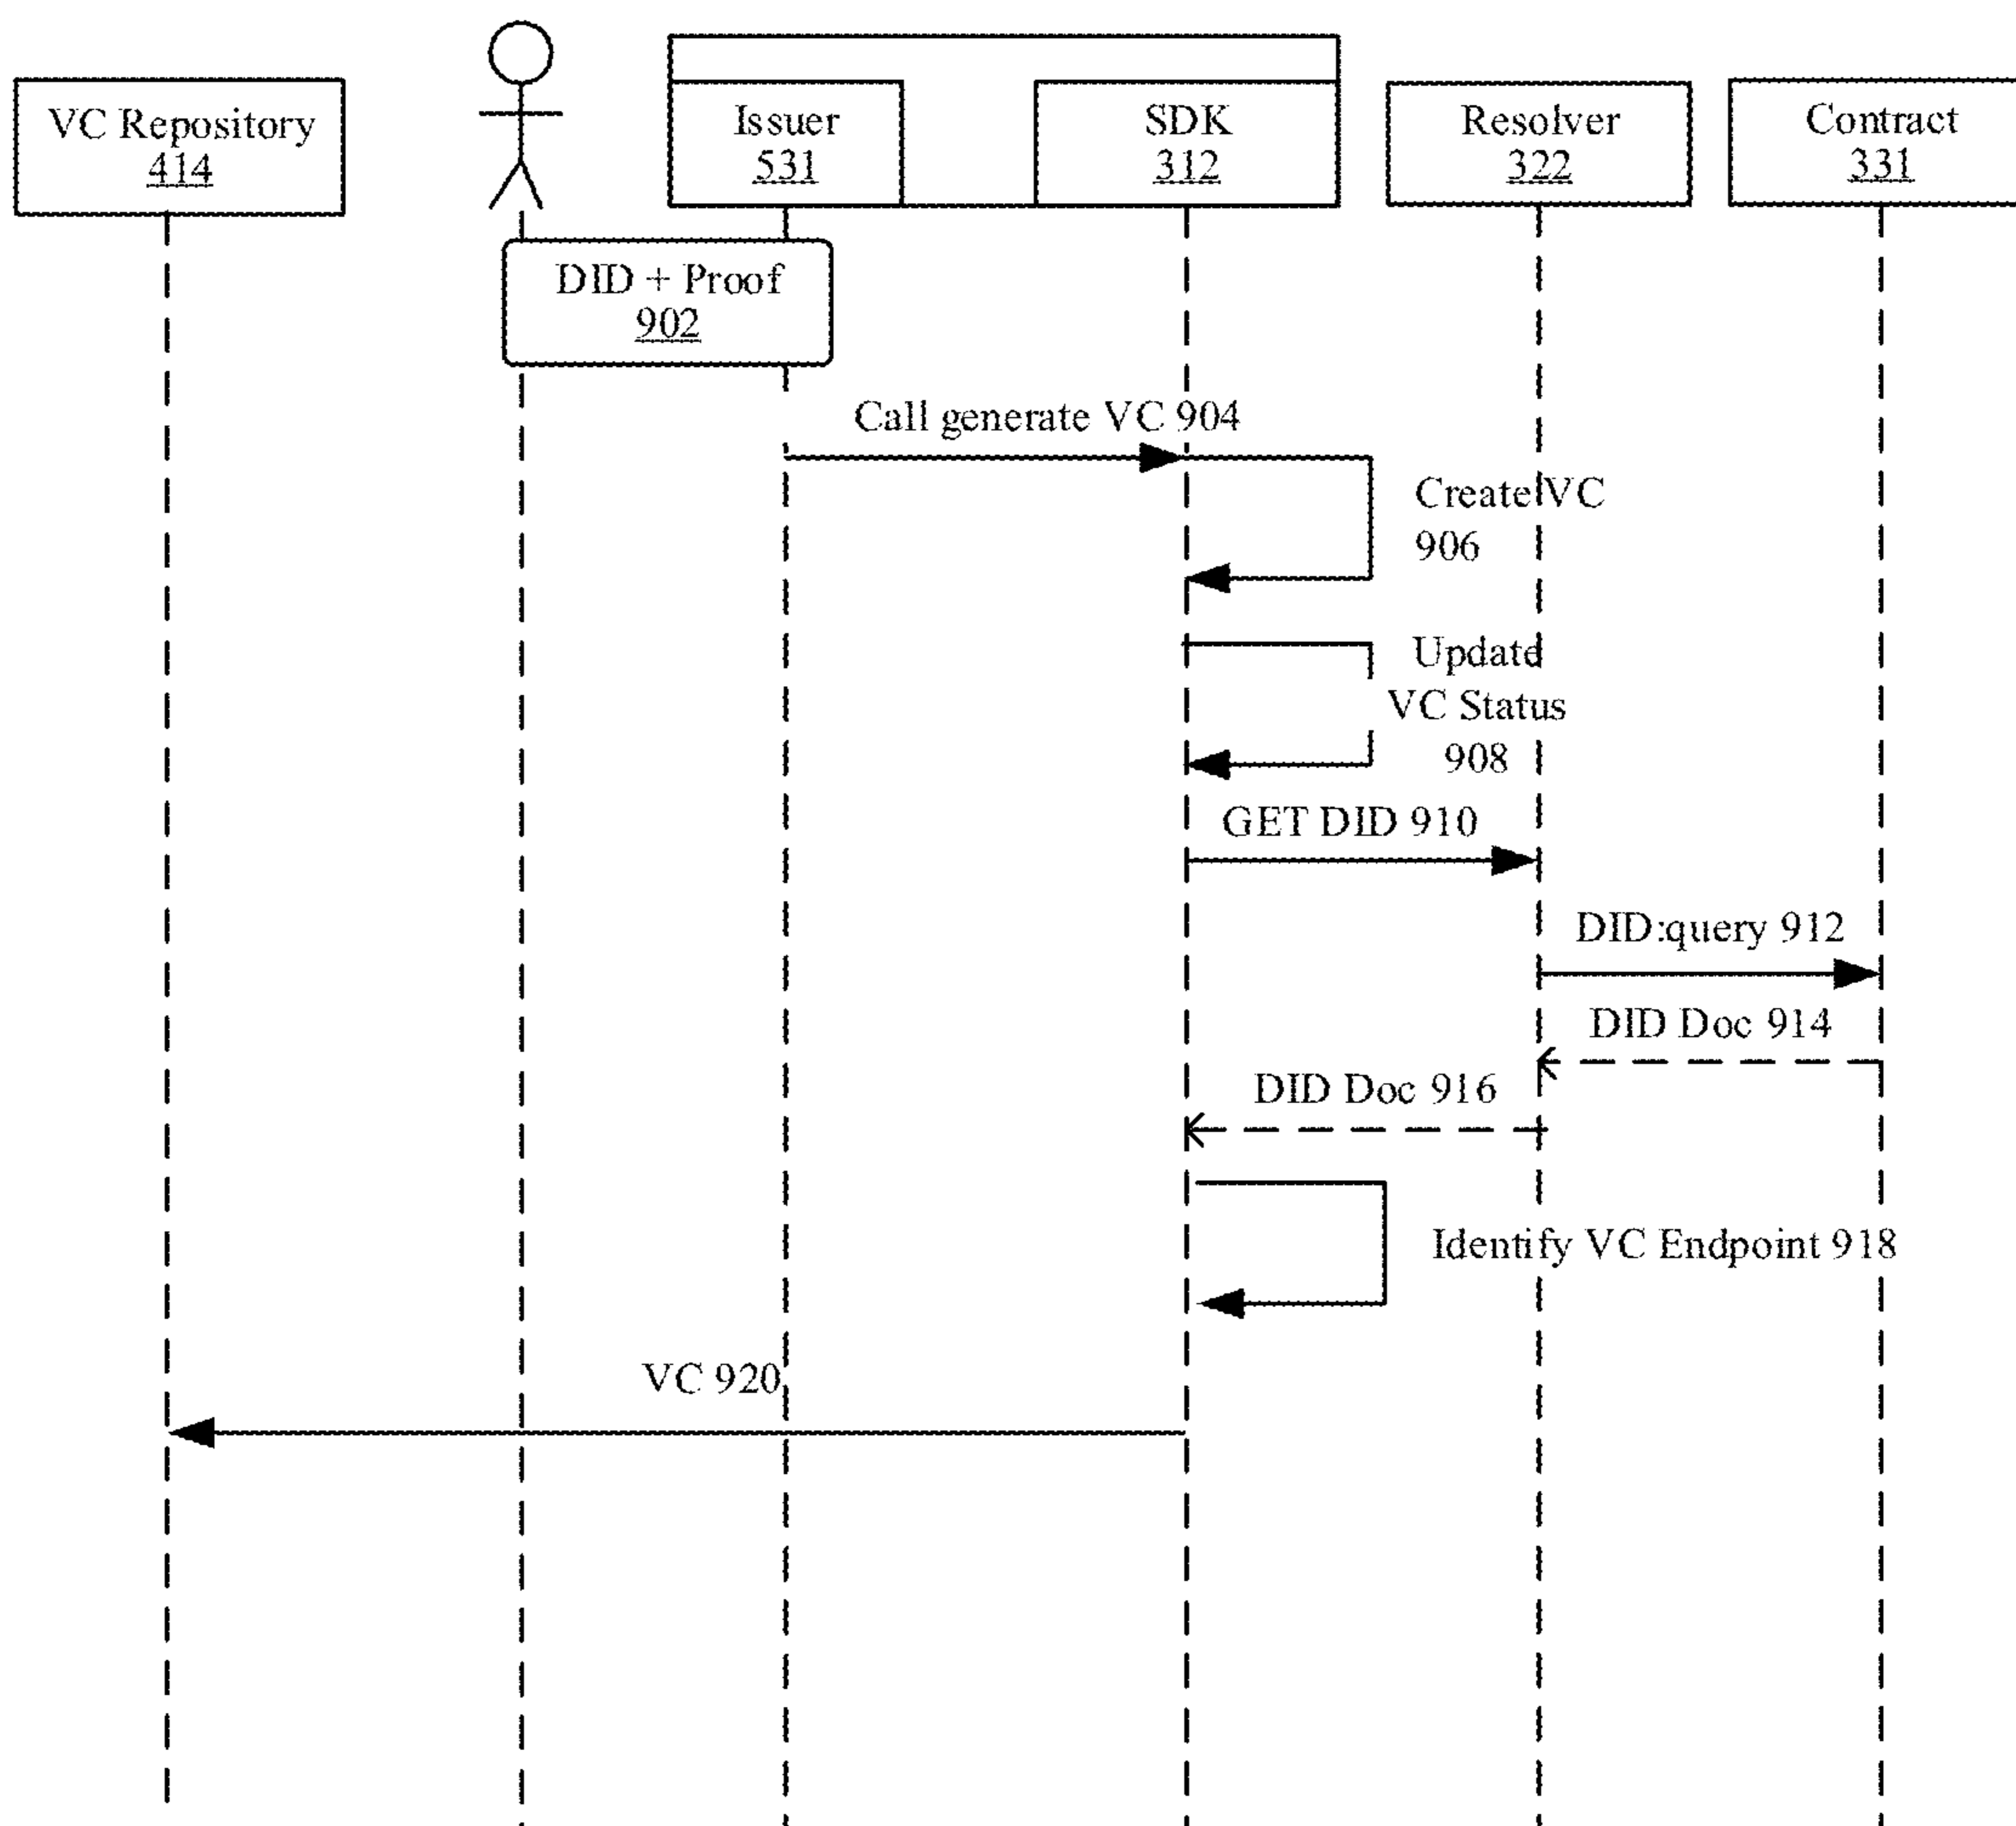 VC Repository
414
Issuer
531
SDK
312
Resolver
322
Contract
331
DID + Proof
902
Call generate VC 904
Create VC
906
Update
VC Status
908
GET DID 910
DID:query 912
DID Doc 914
DID Doc 916
Identify VC Endpoint 918
VC 920